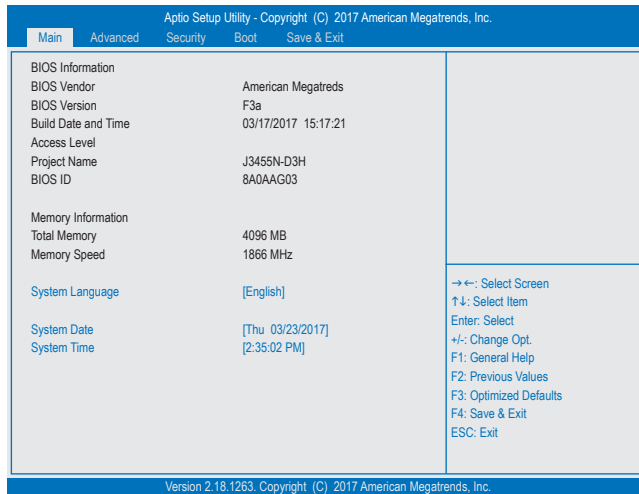 Aptio Setup Utility - Copyright (C) 2017 American Megatrends, Inc.
Main Advanced Security Boot Save & Exit
BIOS Information
BIOS Vendor American Megatreds
BIOS Version F3a
Build Date and Time 03/17/2017 15:17:21
Access Level
Project Name J3455N-D3H
BIOS ID 8A0AAG03
Memory Information
Total Memory 4096 MB
Memory Speed 1866 MHz
System Language [English]
System Date [Thu 03/23/2017]
System Time [2:35:02 PM]
→←: Select Screen
↑↓: Select Item
Enter: Select
+/-: Change Opt.
F1: General Help
F2: Previous Values
F3: Optimized Defaults
F4: Save & Exit
ESC: Exit
Version 2.18.1263. Copyright (C) 2017 American Megatrends, Inc.